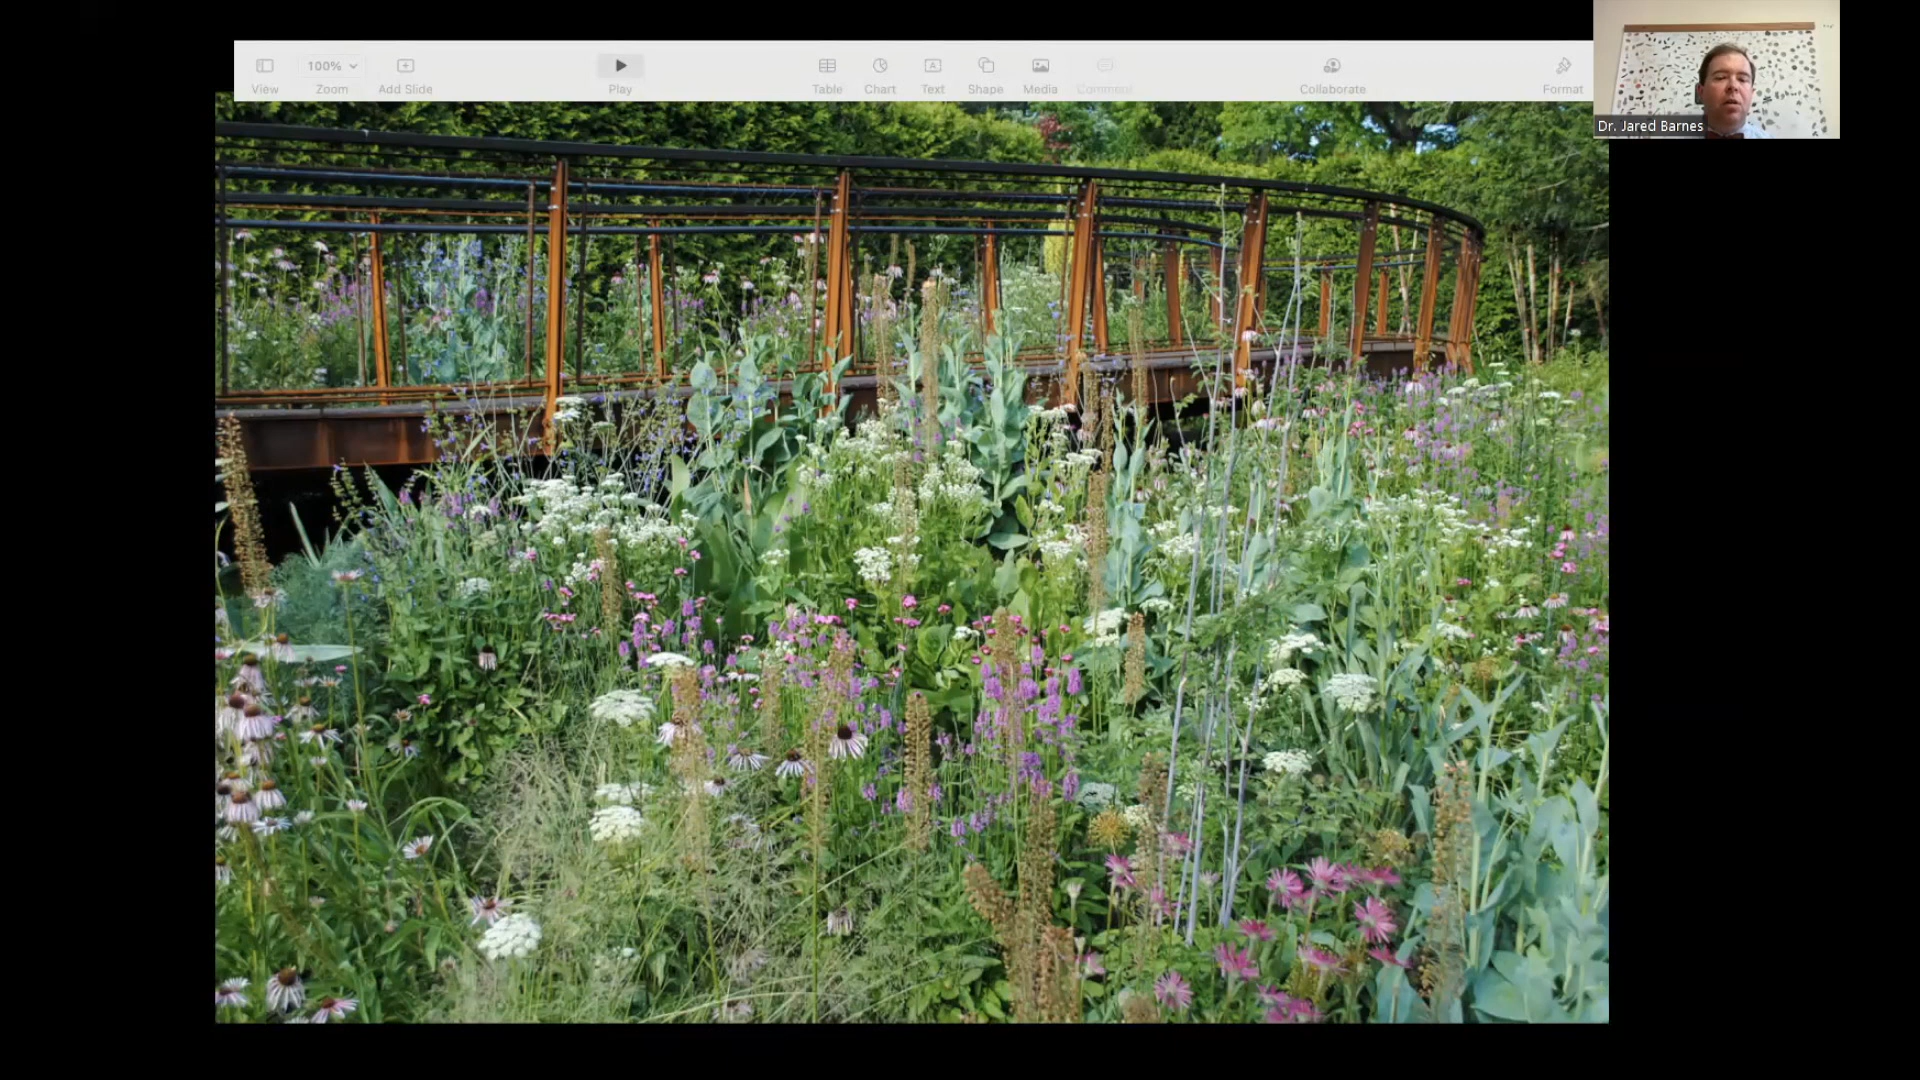 View
100%
Zoom
Add Slide
Play
Table
Chart
Text
Shape
Media
Comment
Collaborate
Format
Dr. Jared Barnes